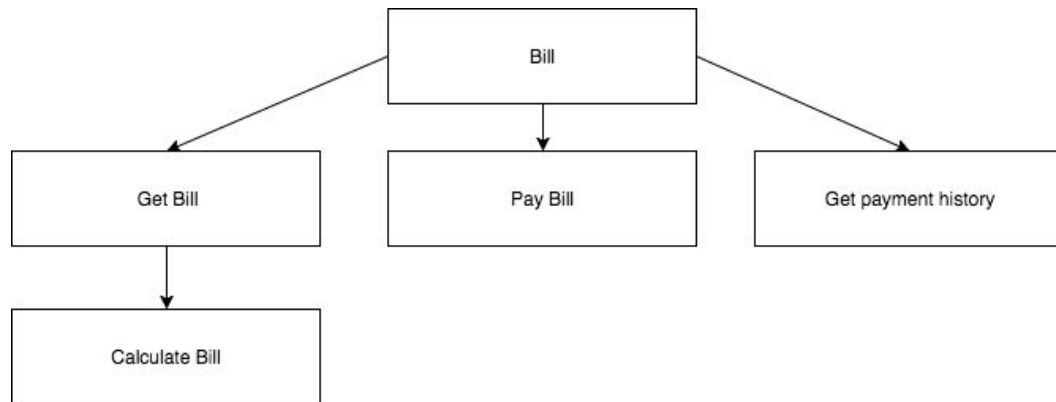 Bill
Get Bill
Pay Bill
Get payment history
Calculate Bill